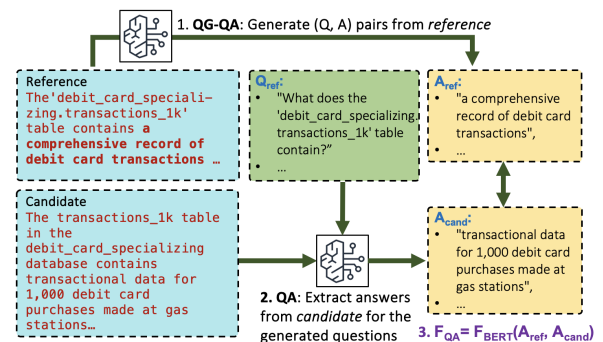 1. QG-QA: Generate (Q, A) pairs from reference
Reference
The'debit_card_speciali-
zing.transactions_1k'
table contains a
comprehensive record of
debit card transactions …
Qref:
• "What does the
'debit_card_specializing.
transactions_1k' table
contain?”
• …
Aref:
• "a comprehensive
record of debit card
transactions",
• …
Candidate
The transactions_1k table
in the
debit_card_specializing
database contains
transactional data for
1,000 debit card
purchases made at gas
stations…
2. QA: Extract answers
from candidate for the
generated questions
Acand:
• "transactional data
for 1,000 debit card
purchases made at
gas stations",
• …
3. FQA= FBERT(Aref, Acand)